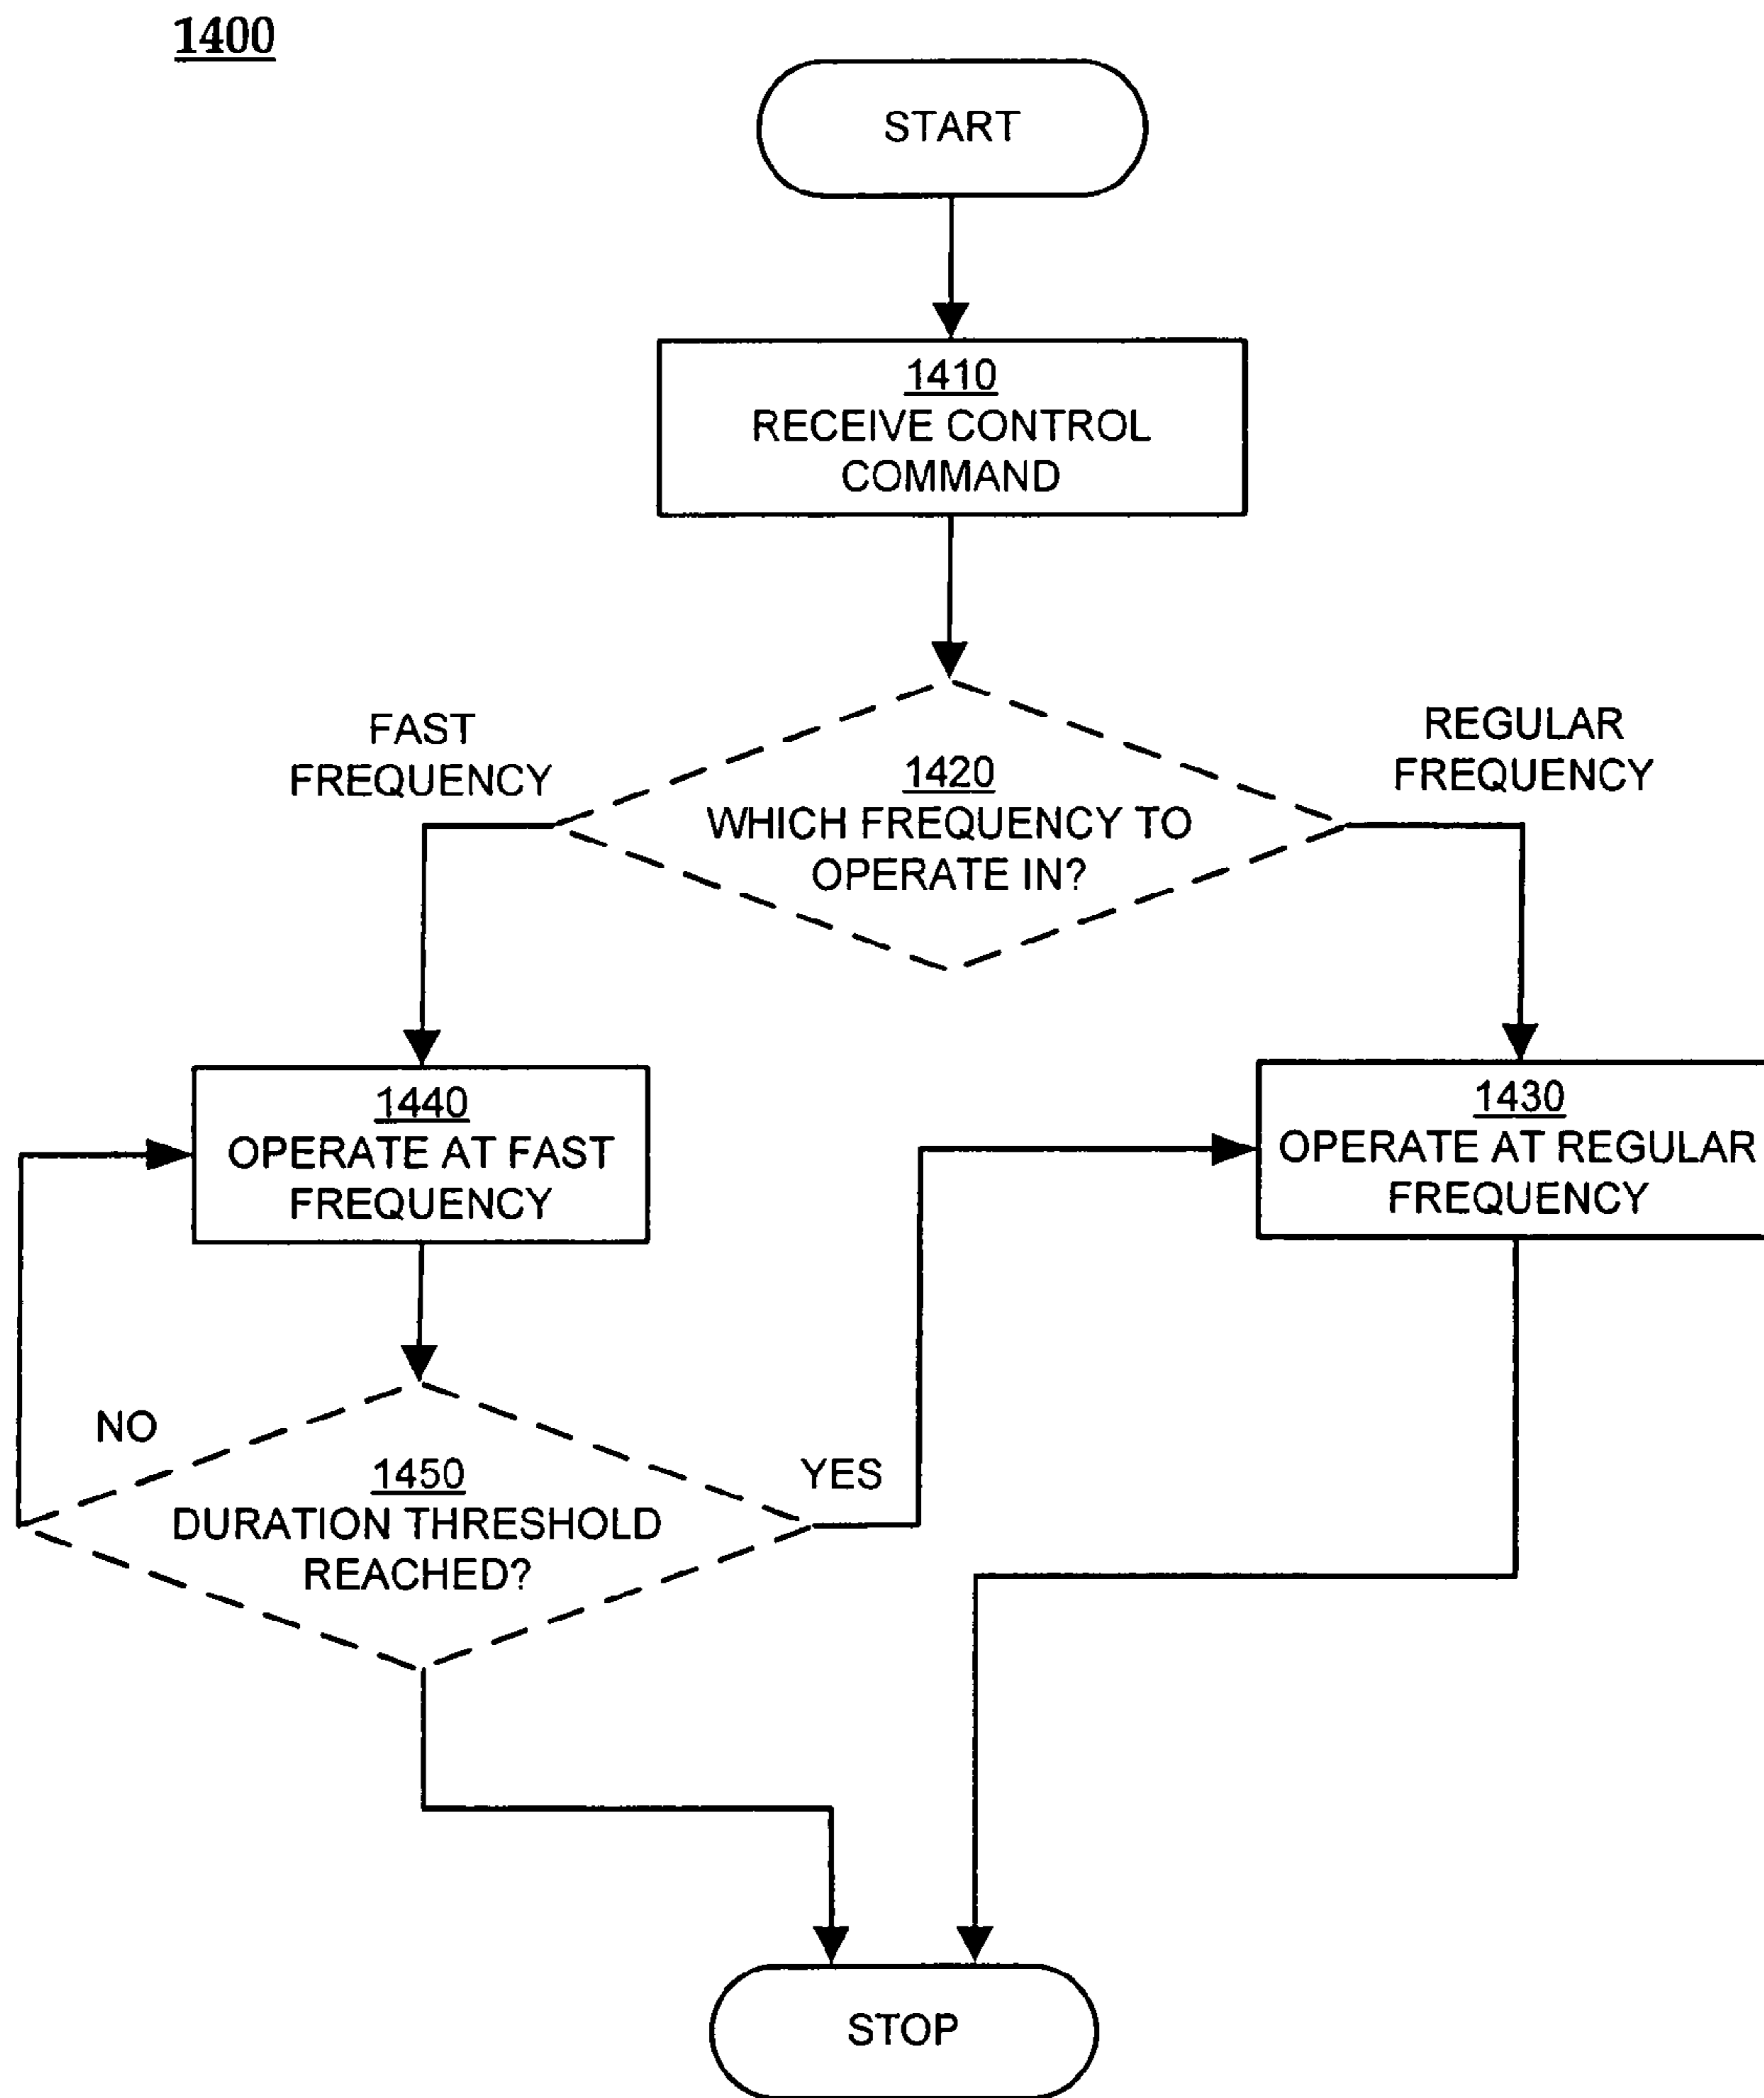 1400
START
1410
RECEIVE CONTROL
COMMAND
FAST
FREQUENCY
REGULAR
FREQUENCY
1420
WHICH FREQUENCY TO
OPERATE IN?
1440
OPERATE AT FAST
FREQUENCY
1430
OPERATE AT REGULAR
FREQUENCY
NO
1450
DURATION THRESHOLD
REACHED?
YES
STOP